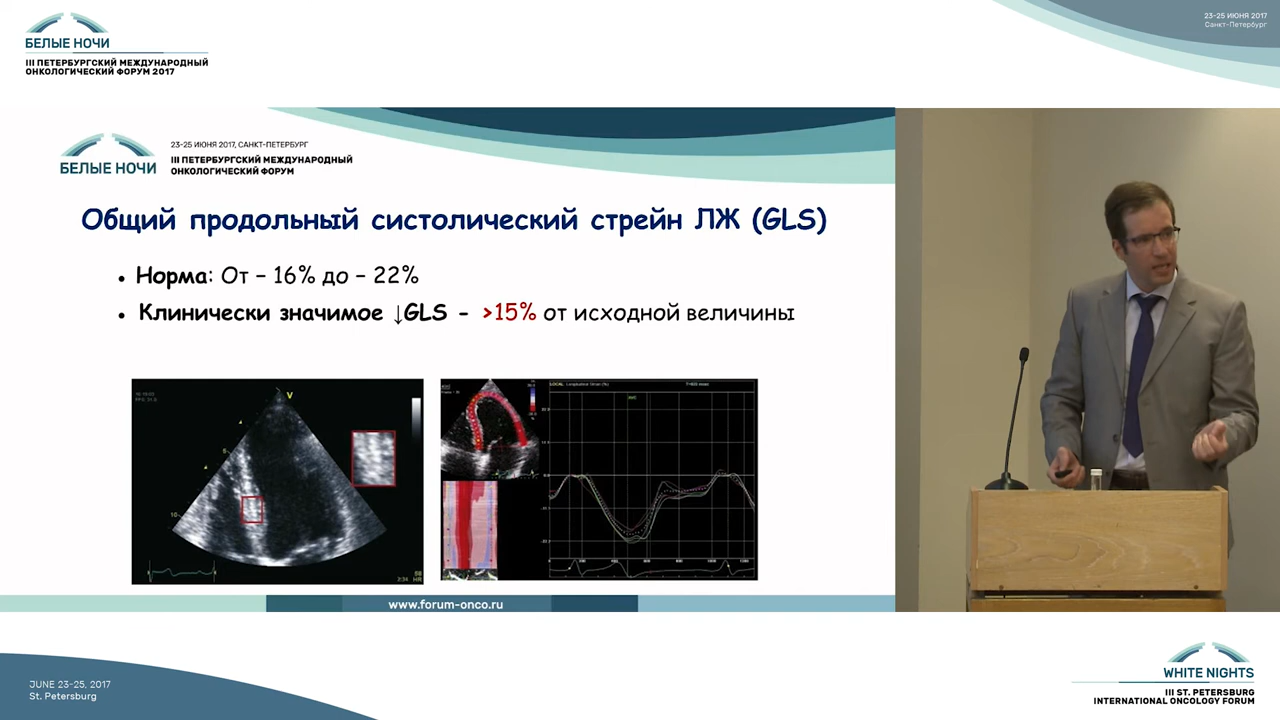 БЕЛЫЕ НОЧИ
III ПЕТЕРБУРГСКИЙ МЕЖДУНАРОДНЫЙ
ОНКОЛОГИЧЕСКИЙ ФОРУМ 2017
23-25 ИЮНЯ 2017
Санкт-Петербург
БЕЛЫЕ НОЧИ
23-25 ИЮНЯ 2017, САНКТ-ПЕТЕРБУРГ
III ПЕТЕРБУРГСКИЙ МЕЖДУНАРОДНЫЙ
ОНКОЛОГИЧЕСКИЙ ФОРУМ
Общий продольный систолический стрейн ЛЖ (GLS)
• Норма: От – 16% до – 22%
• Клинически значимое ↓GLS - >15% от исходной величины
V
5
10
www.forum-onco.ru
JUNE 23-25, 2017
St. Petersburg
WHITE NIGHTS
III ST. PETERSBURG
INTERNATIONAL ONCOLOGY FORUM